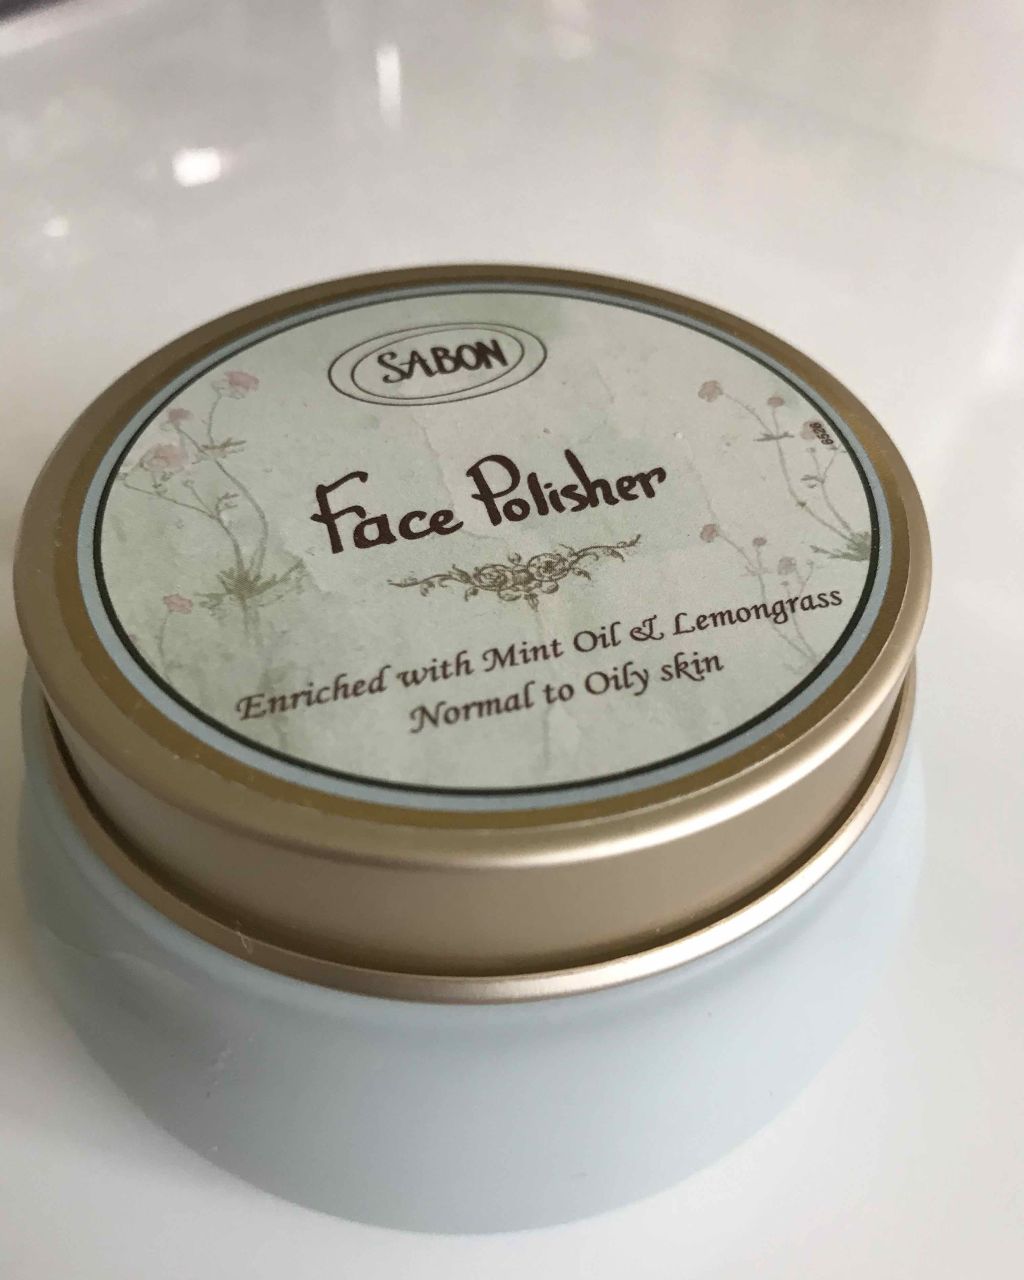 SABON
Face Polisher
Enriched with Mint Oil & Lemongrass
Normal to Oily skin